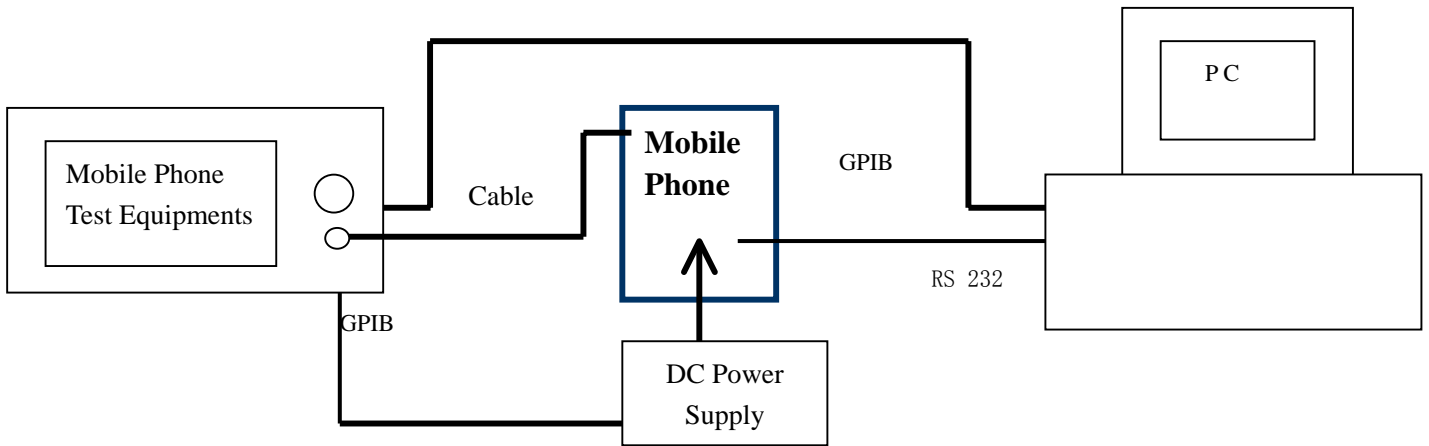 PC
Mobile Phone
Test Equipments
Cable
Mobile
Phone
GPIB
RS 232
GPIB
DC Power
Supply